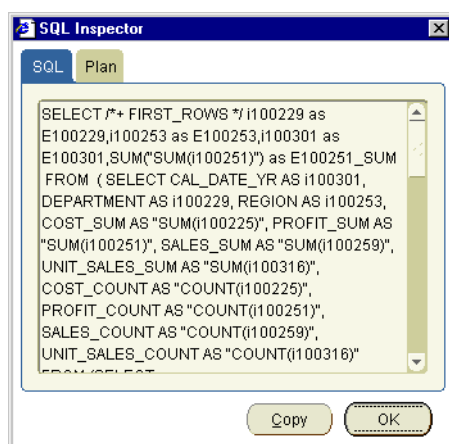 SQL Inspector
SQL Plan
SELECT /*+ FIRST_ROWS */ i100229 as
E100229,i100253 as E100253,i100301 as
E100301,SUM("SUM(i100251)") as E100251_SUM
FROM ( SELECT CAL_DATE_YR AS i100301,
DEPARTMENT AS i100229, REGION AS i100253,
COST_SUM AS "SUM(i100225)", PROFIT_SUM AS
"SUM(i100251)", SALES_SUM AS "SUM(i100259)",
UNIT_SALES_SUM AS "SUM(i100316)",
COST_COUNT AS "COUNT(i100225)",
PROFIT_COUNT AS "COUNT(i100251)",
SALES_COUNT AS "COUNT(i100259)",
UNIT_SALES_COUNT AS "COUNT(i100316)"
FROM (SELECT
Copy OK